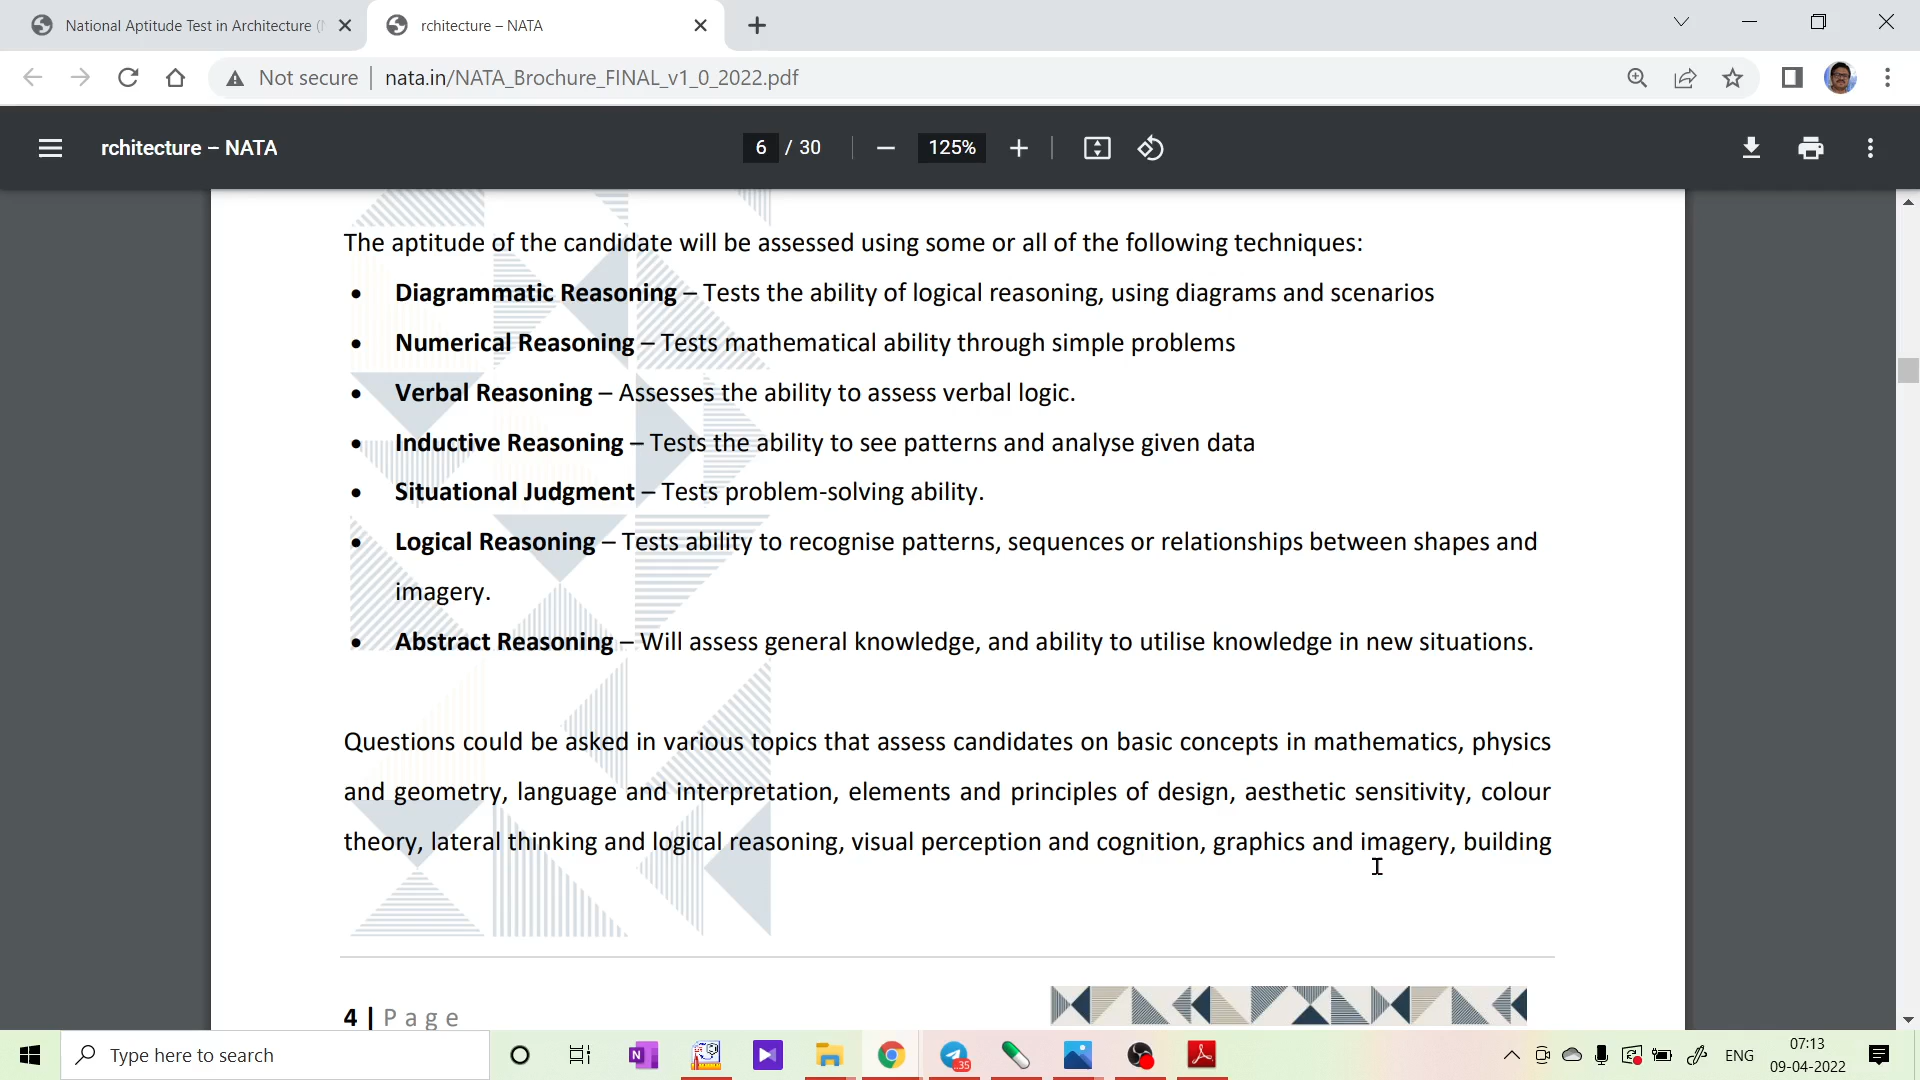 National Aptitude Test in Architecture (
rchitecture – NATA
Not secure
nata.in/NATA_Brochure_FINAL_v1_0_2022.pdf
rchitecture – NATA
6 / 30
125%
The aptitude of the candidate will be assessed using some or all of the following techniques:
• Diagrammatic Reasoning – Tests the ability of logical reasoning, using diagrams and scenarios
• Numerical Reasoning – Tests mathematical ability through simple problems
• Verbal Reasoning – Assesses the ability to assess verbal logic.
• Inductive Reasoning – Tests the ability to see patterns and analyse given data
• Situational Judgment – Tests problem-solving ability.
• Logical Reasoning – Tests ability to recognise patterns, sequences or relationships between shapes and
imagery.
• Abstract Reasoning – Will assess general knowledge, and ability to utilise knowledge in new situations.
Questions could be asked in various topics that assess candidates on basic concepts in mathematics, physics
and geometry, language and interpretation, elements and principles of design, aesthetic sensitivity, colour
theory, lateral thinking and logical reasoning, visual perception and cognition, graphics and imagery, building
4 | Page
Type here to search
35
ENG
07:13
09-04-2022